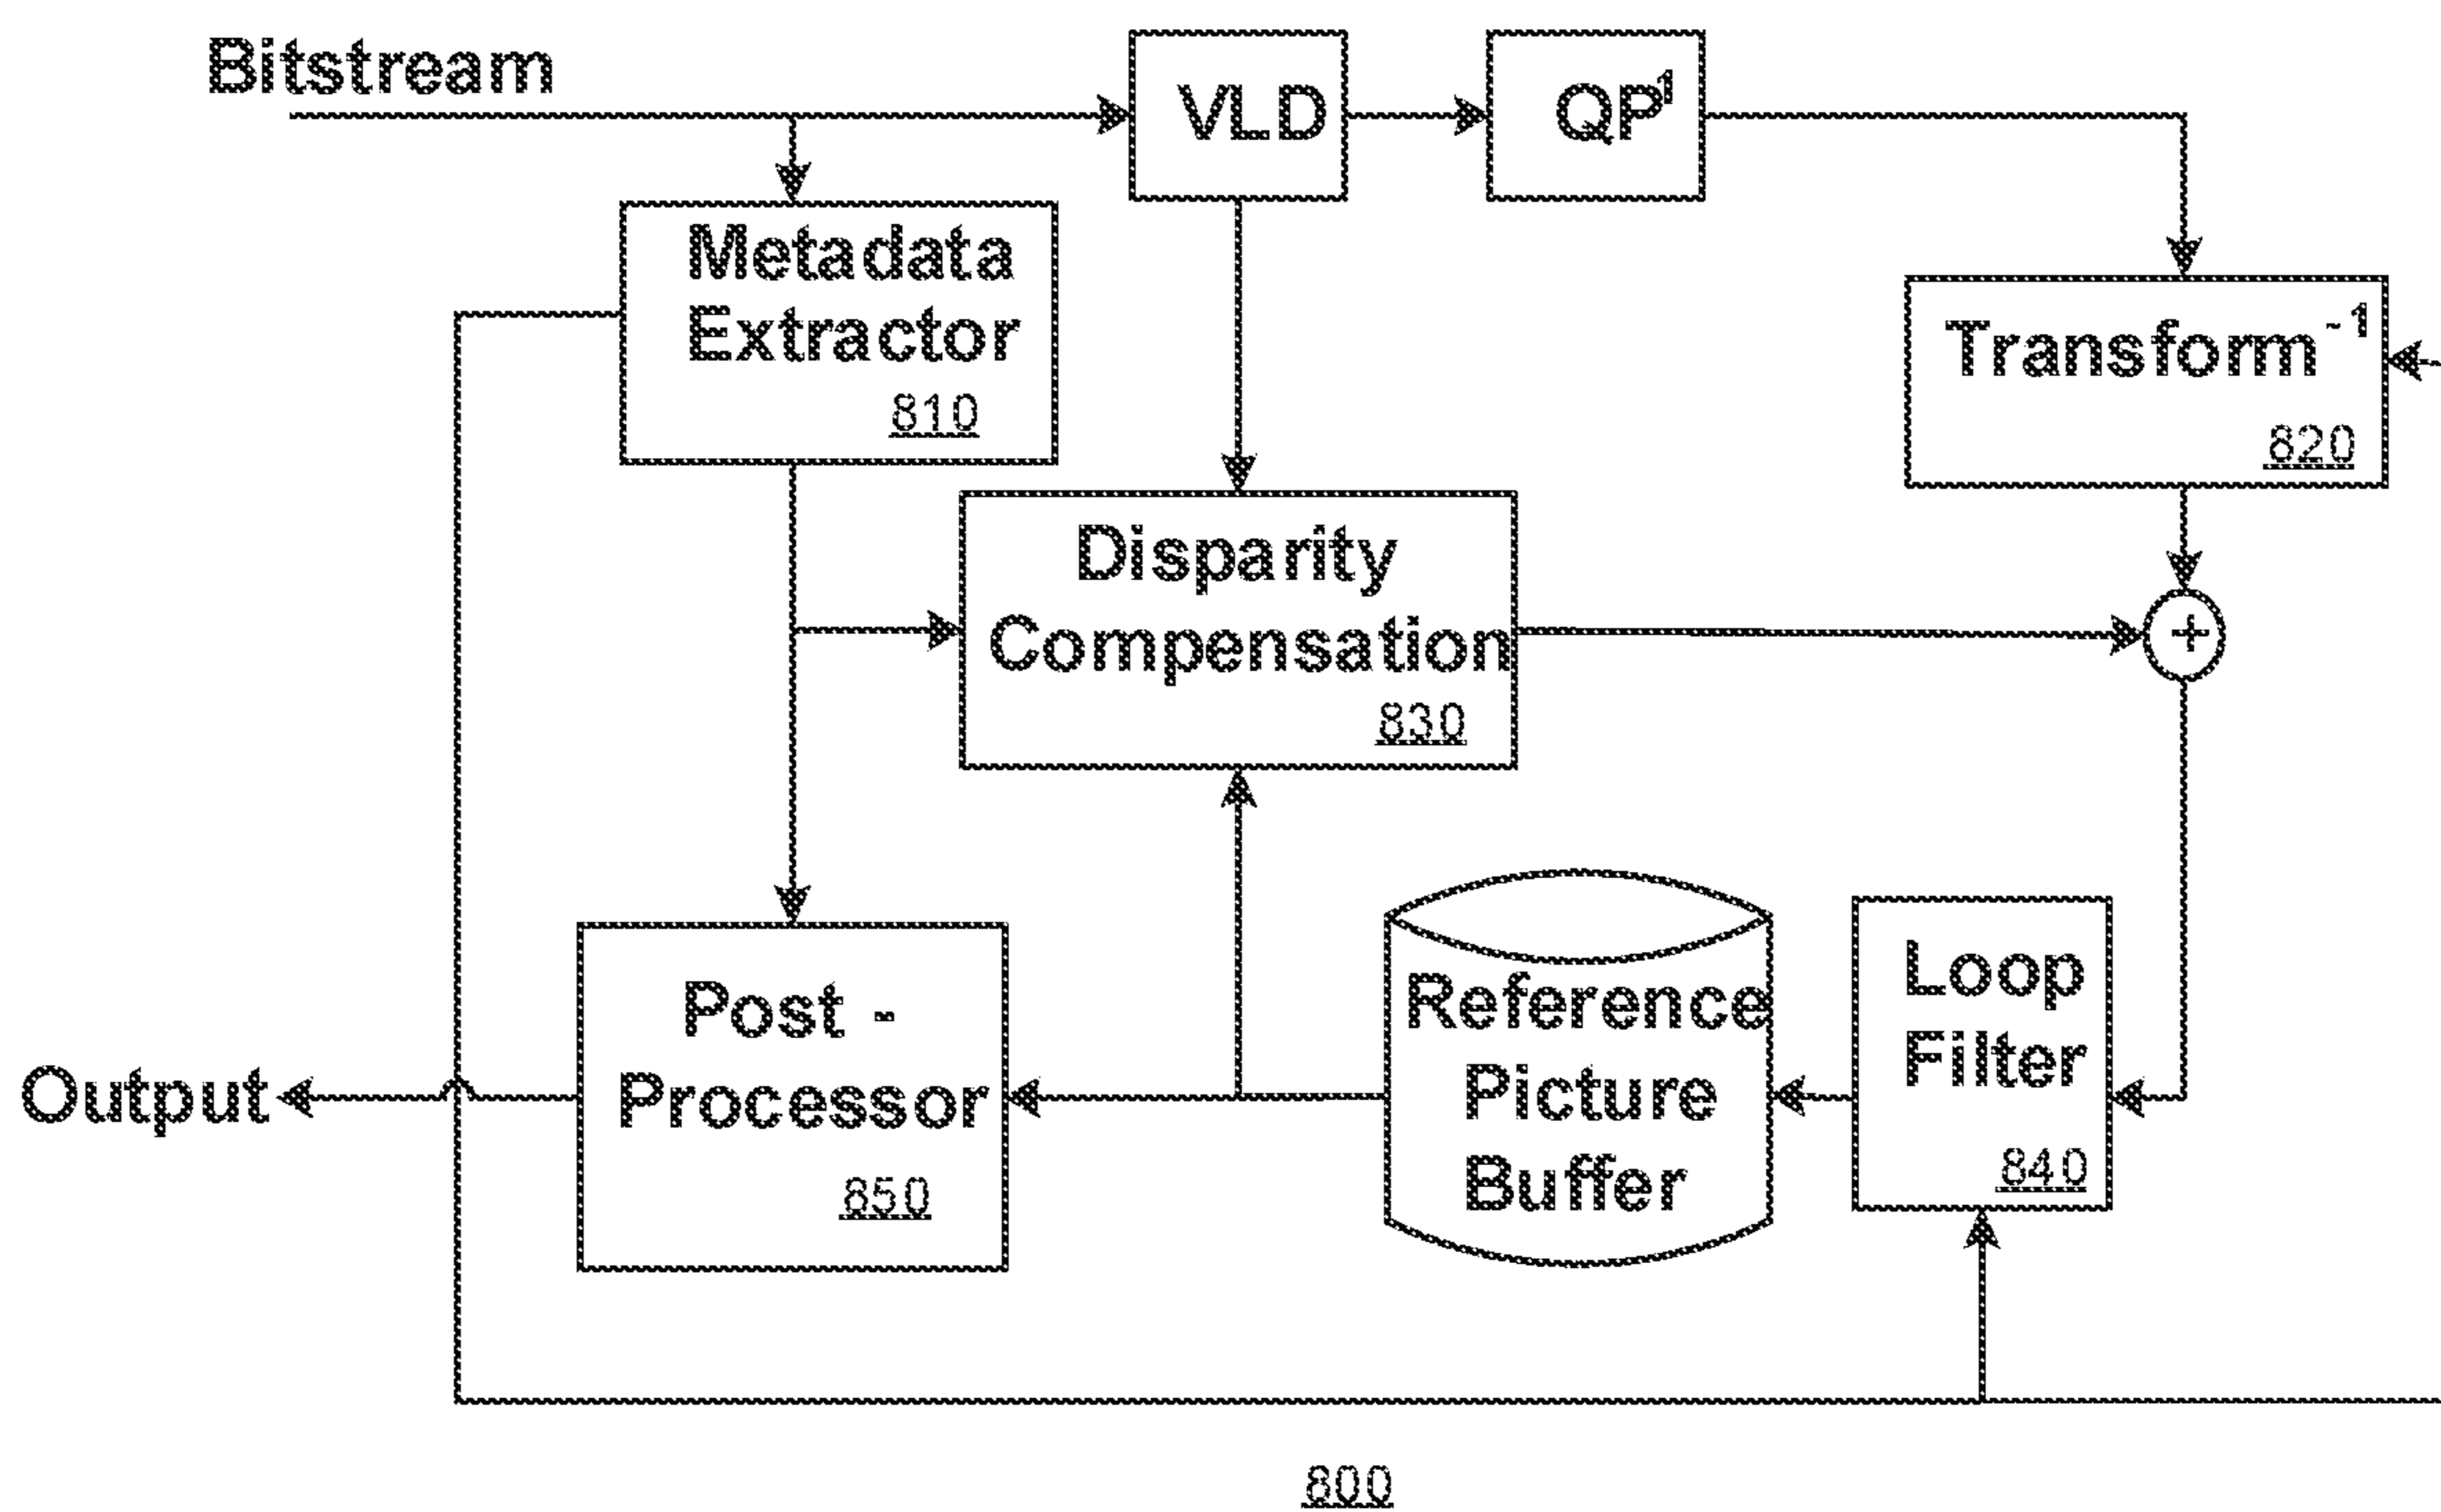 Bitstream
VLD
QP¹
Metadata
Extractor
810
Transform⁻¹
820
Disparity
Compensation
830
+
Post -
Processor
850
Output
Reference
Picture
Buffer
Loop
Filter
840
800